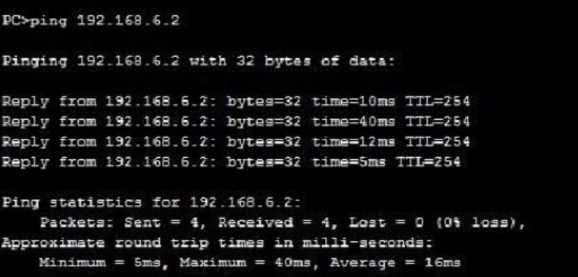 PC>ping 192.168.6.2
Pinging 192.168.6.2 with 32 bytes of data:
Reply from 192.168.6.2: bytes=32 time=10ms TTL=254
Reply from 192.168.6.2: bytes=32 time=40ms TTL=254
Reply from 192.168.6.2: bytes=32 time=12ms TTL=254
Reply from 192.168.6.2: bytes=32 time=5ms TTL=254
Ping statistics for 192.168.6.2:
Packets: Sent = 4, Received = 4, Lost = 0 (0% loss),
Approximate round trip times in milli-seconds:
Minimum = 5ms, Maximum = 40ms, Average = 16ms